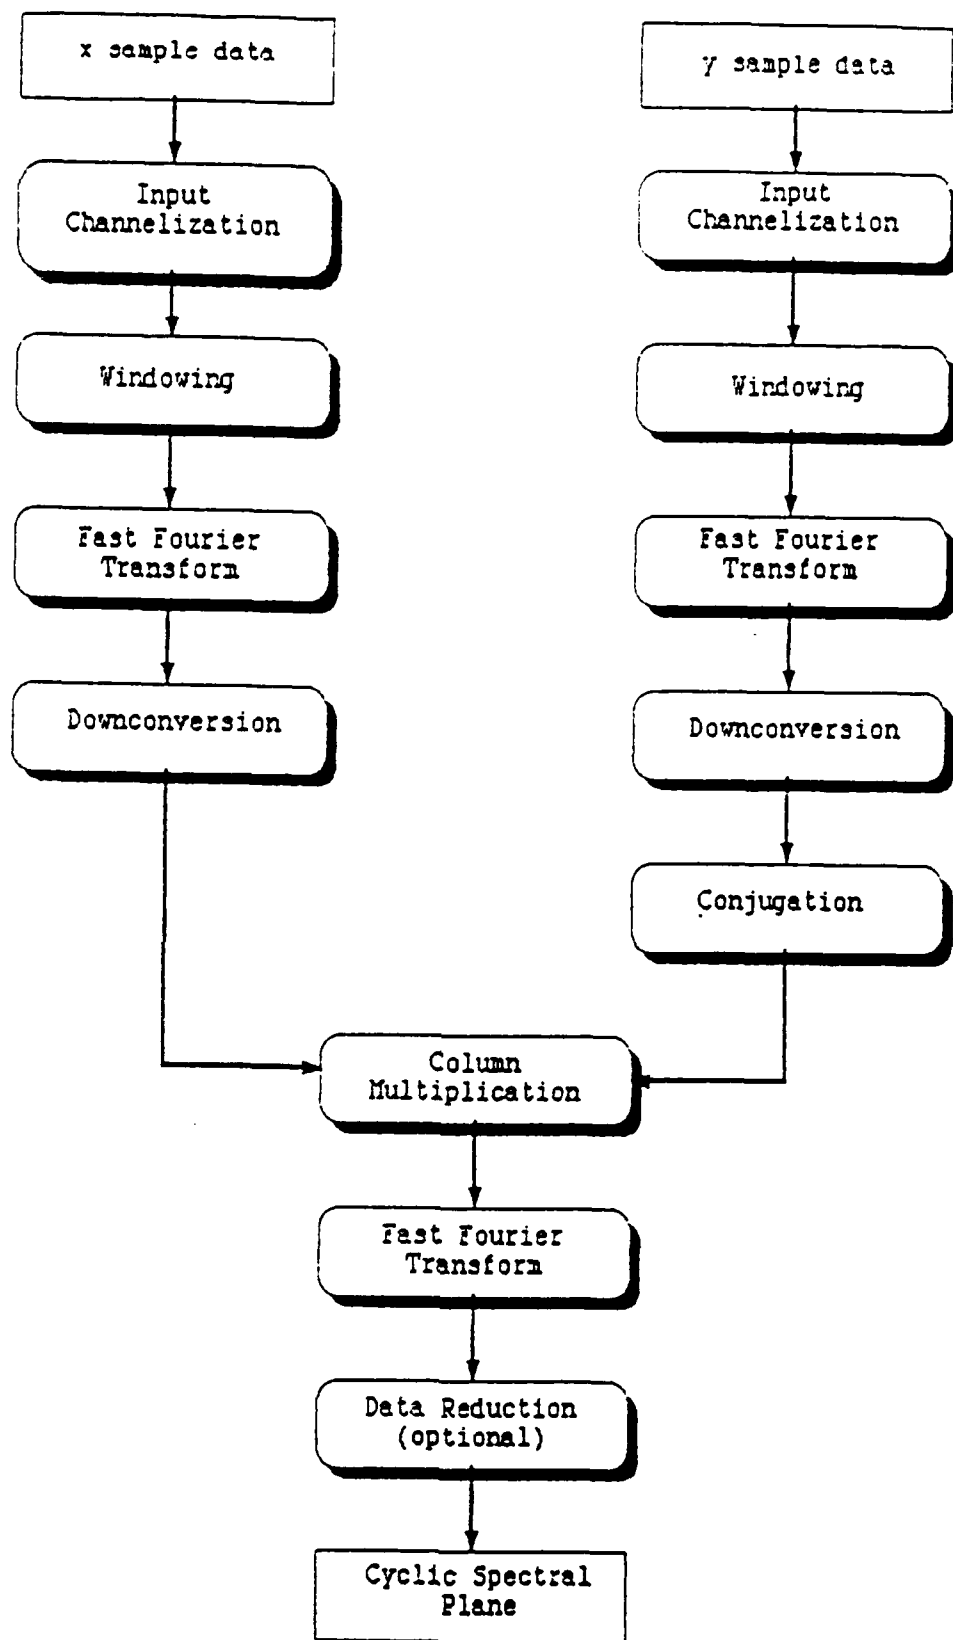 x sample data
Input
Channelization
Windowing
Fast Fourier
Transform
Downconversion
y sample data
Input
Channelization
Windowing
Fast Fourier
Transform
Downconversion
Conjugation
Column
Multiplication
Fast Fourier
Transform
Data Reduction
(optional)
Cyclic Spectral
Plane